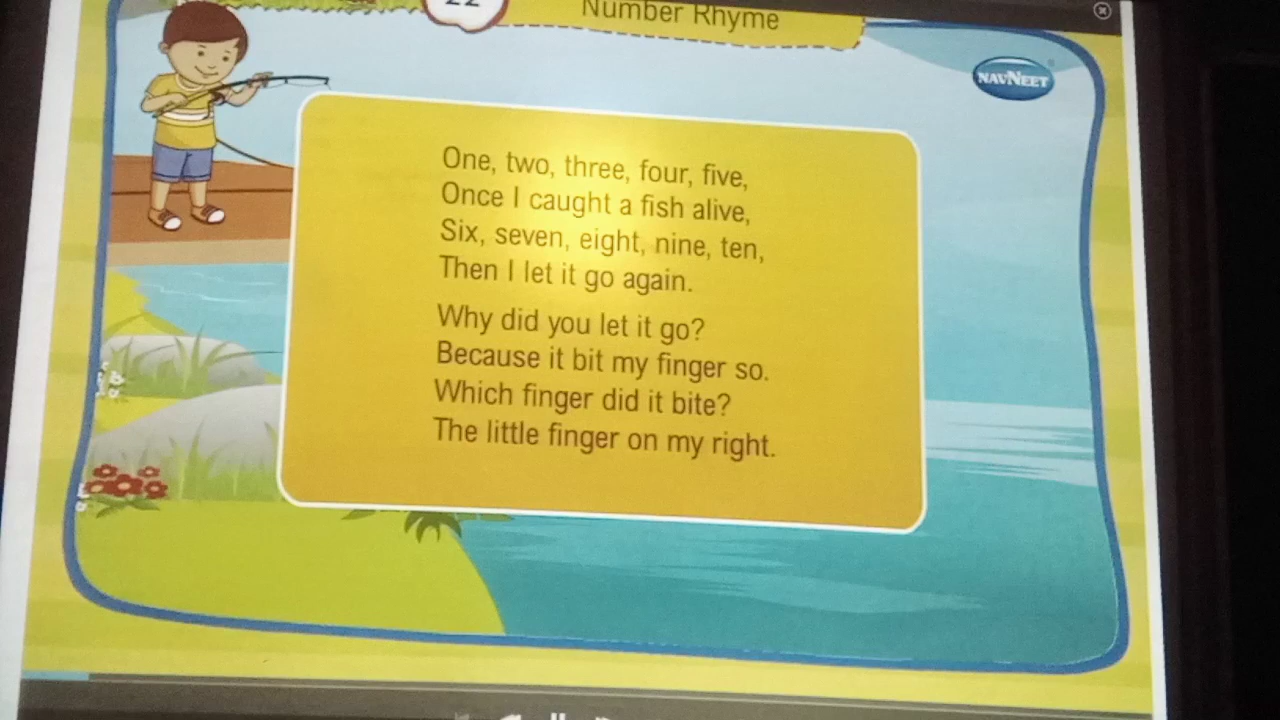 22
Number Rhyme
NAVNEET
One, two, three, four, five,
Once I caught a fish alive,
Six, seven, eight, nine, ten,
Then I let it go again.
Why did you let it go?
Because it bit my finger so.
Which finger did it bite?
The little finger on my right.